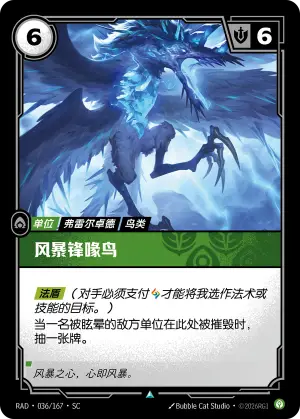 6
6
单位 弗雷尔卓德 鸟类
风暴锋喙鸟
法盾 (对手必须支付才能将我选作法术或
技能的目标。)
当一名被眩晕的敌方单位在此处被摧毁时,
抽一张牌。
风暴之心,心即风暴。
RAD • 036/167 • SC
Bubble Cat Studio • ©2026RGI